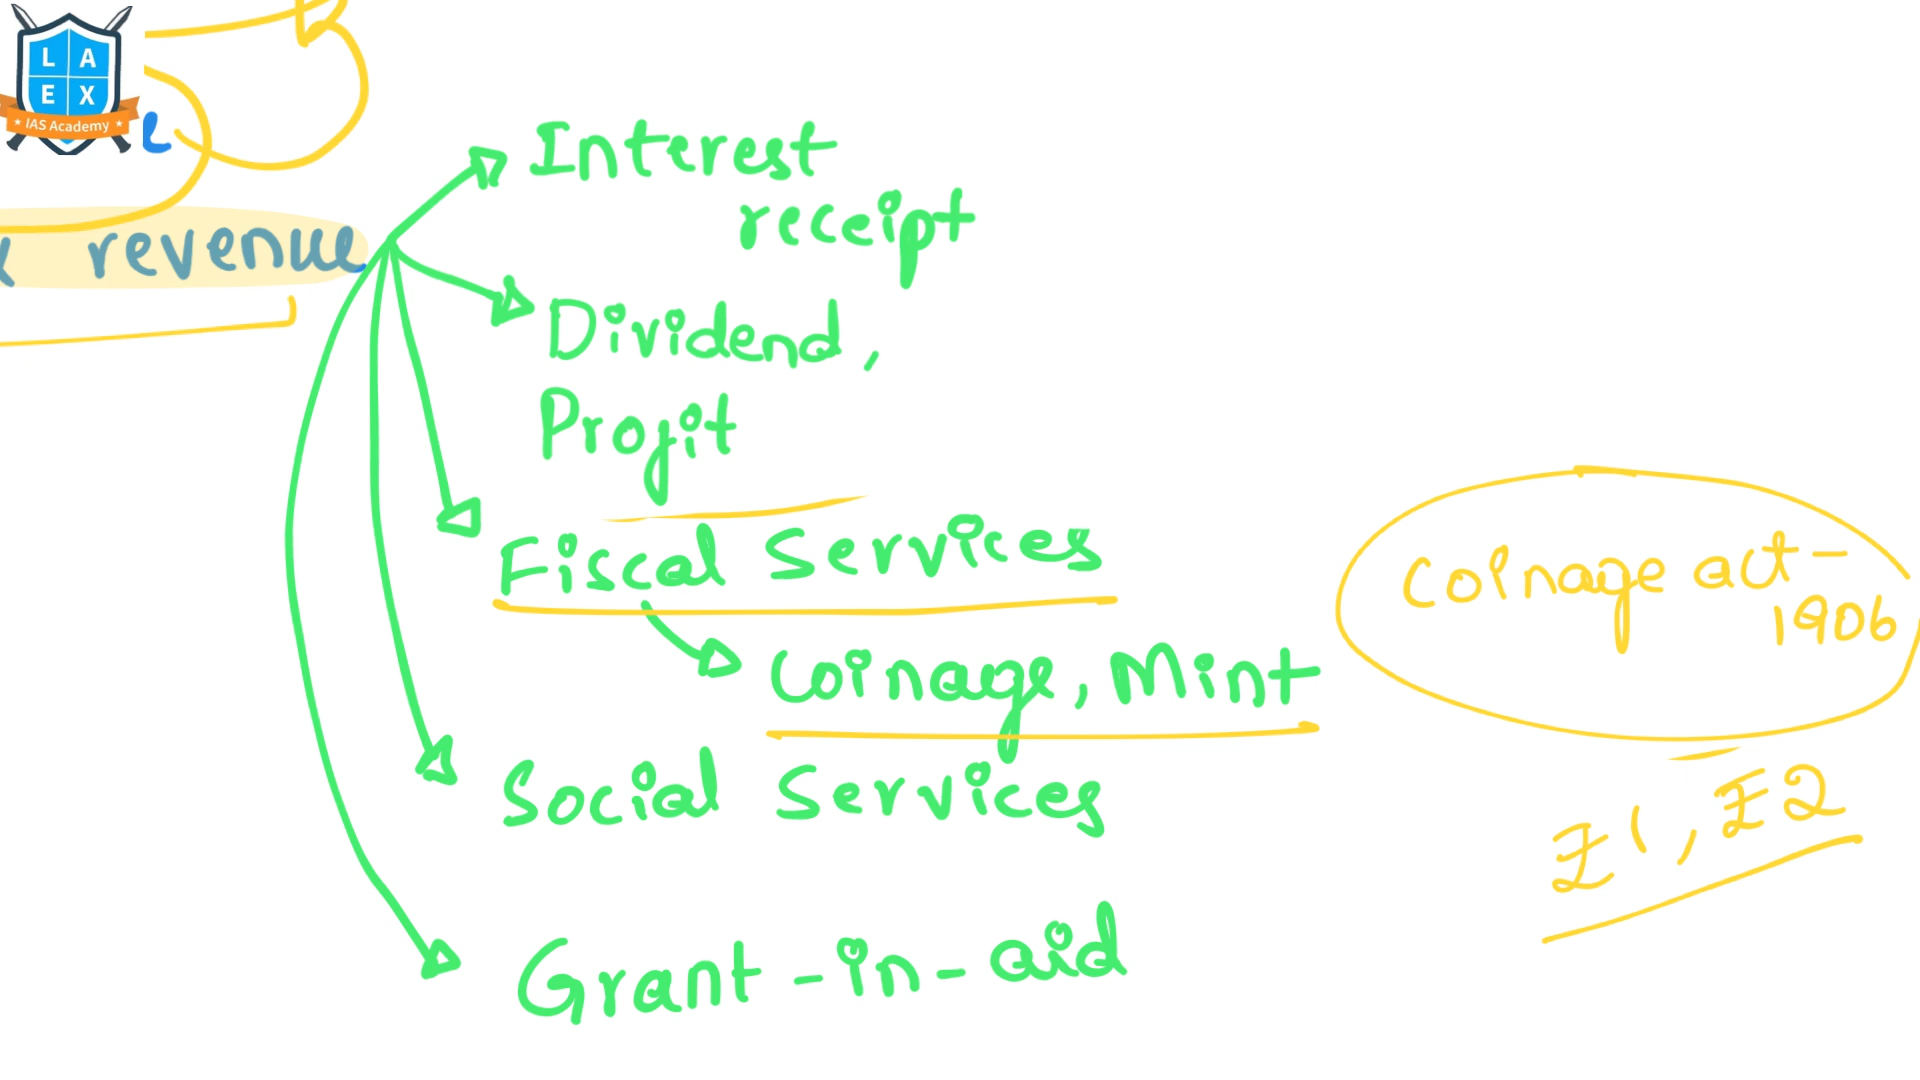 L A
E X
IAS Academy
e
revenue
Interest
receipt
Dividend,
Profit
Fiscal Services
Coinage, Mint
Social Services
Grant-in-aid
Coinage act-
1906
₹1, ₹2